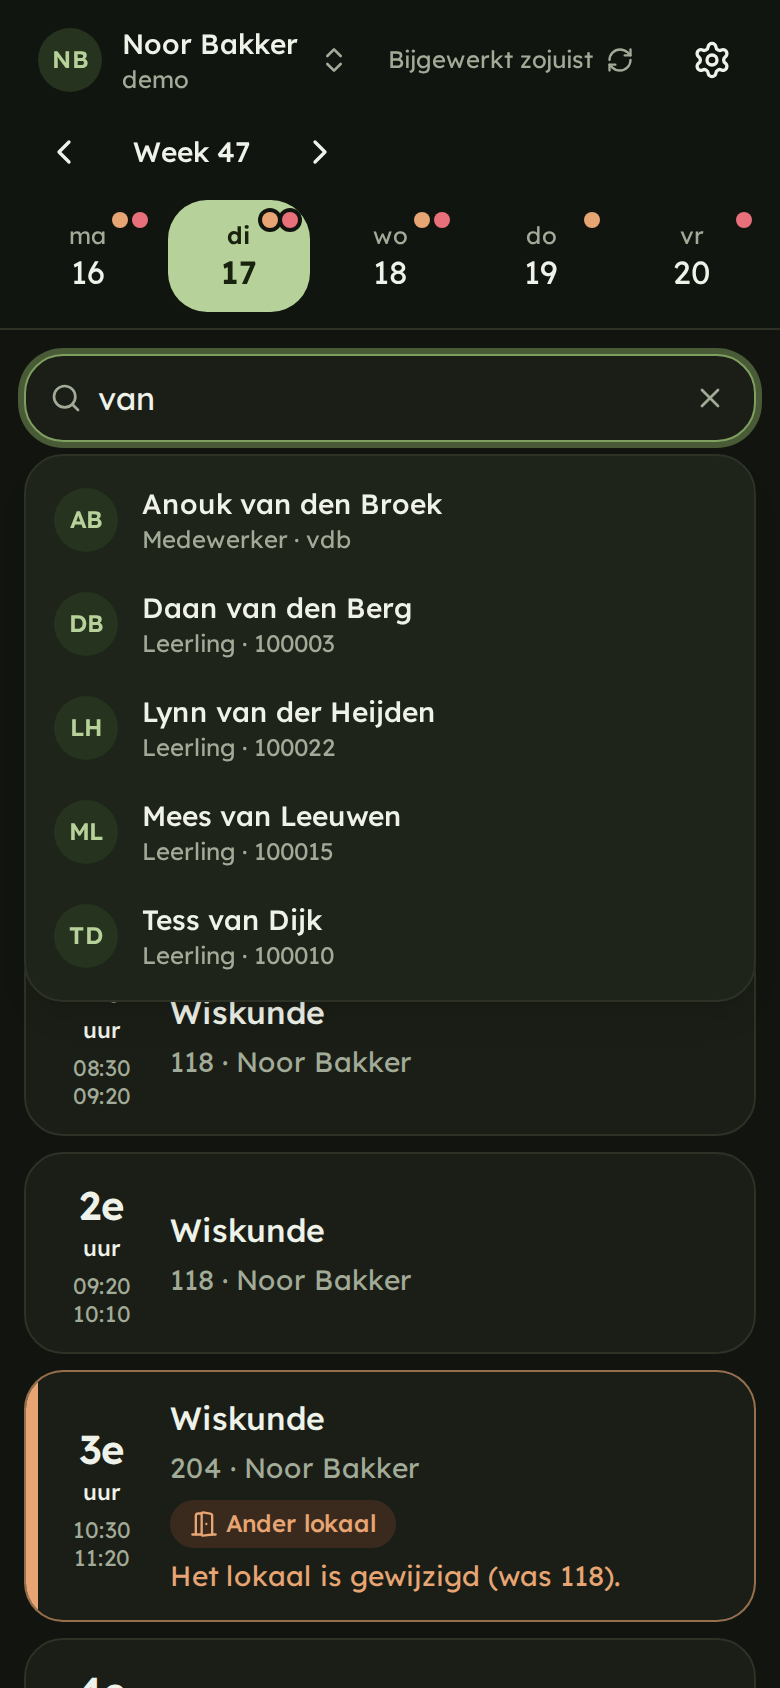 NB
Noor Bakker
demo
Bijgewerkt zojuist
Week 47
ma
16
di
17
wo
18
do
19
vr
20
van
AB
Anouk van den Broek
Medewerker · vdb
DB
Daan van den Berg
Leerling · 100003
LH
Lynn van der Heijden
Leerling · 100022
ML
Mees van Leeuwen
Leerling · 100015
TD
Tess van Dijk
Leerling · 100010
uur
08:30
09:20
Wiskunde
118 · Noor Bakker
2e
uur
09:20
10:10
Wiskunde
118 · Noor Bakker
3e
uur
10:30
11:20
Wiskunde
204 · Noor Bakker
Ander lokaal
Het lokaal is gewijzigd (was 118).
4e